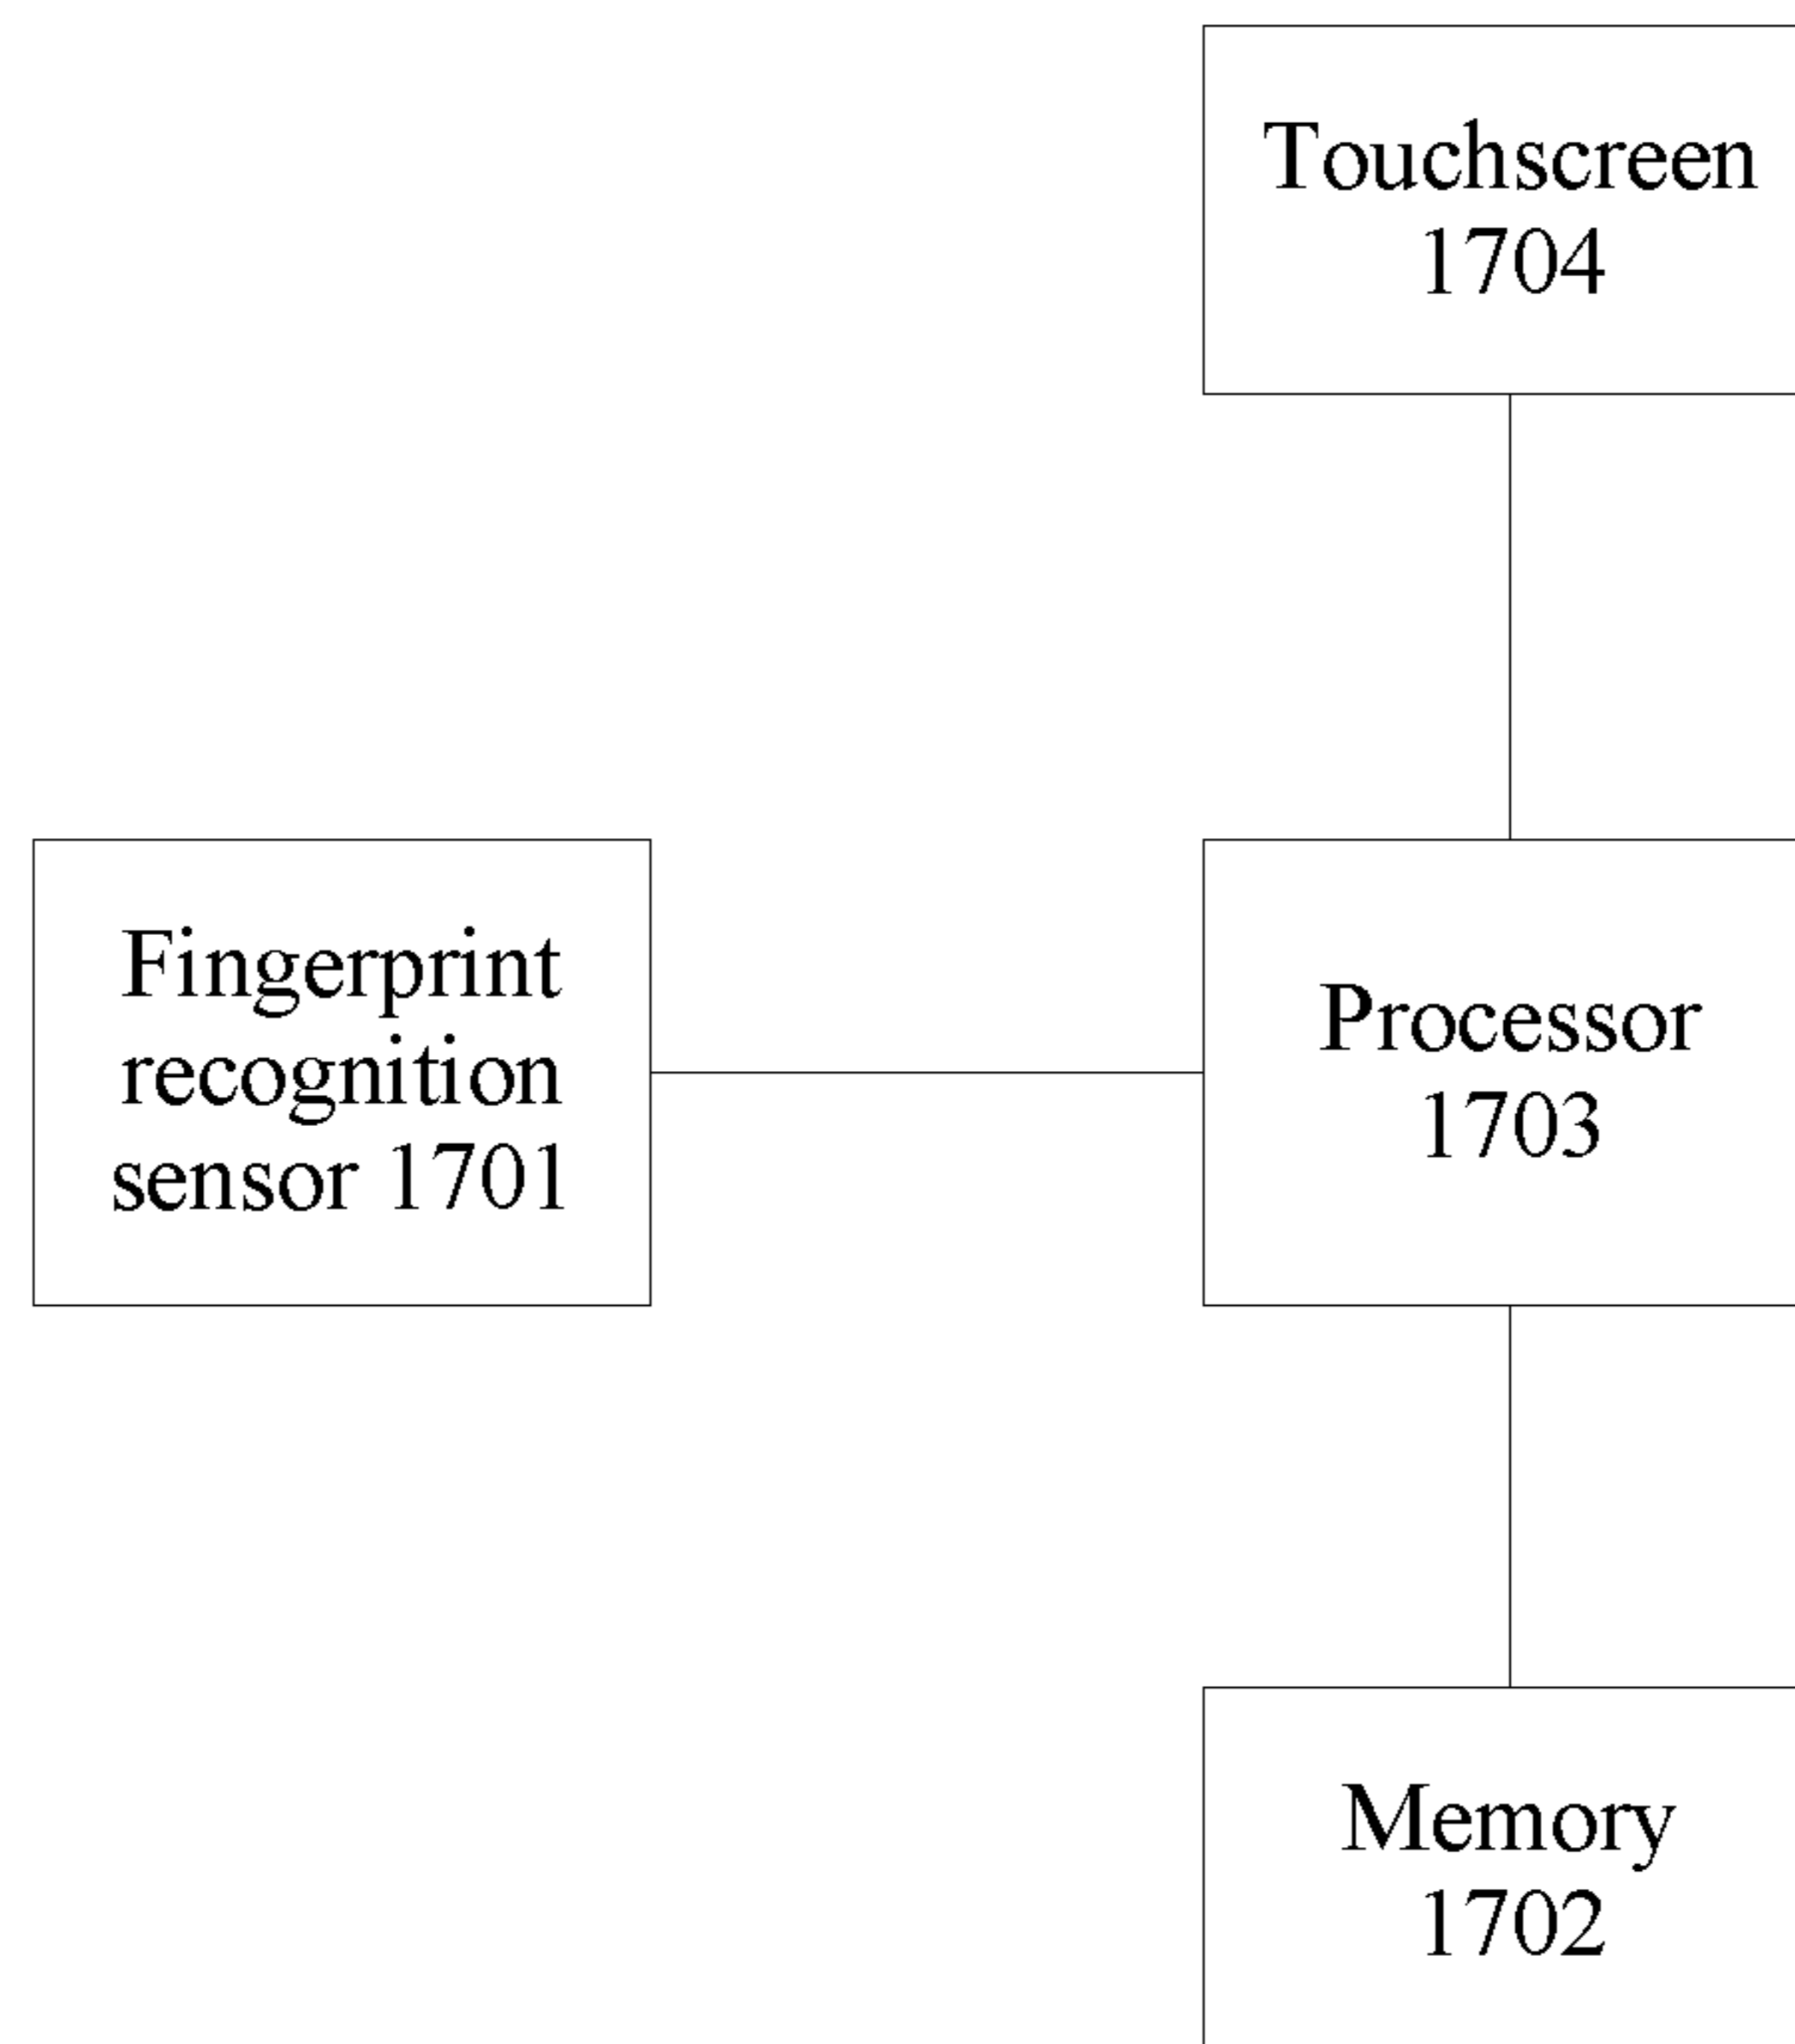 Touchscreen
1704
Fingerprint
recognition
sensor 1701
Processor
1703
Memory
1702